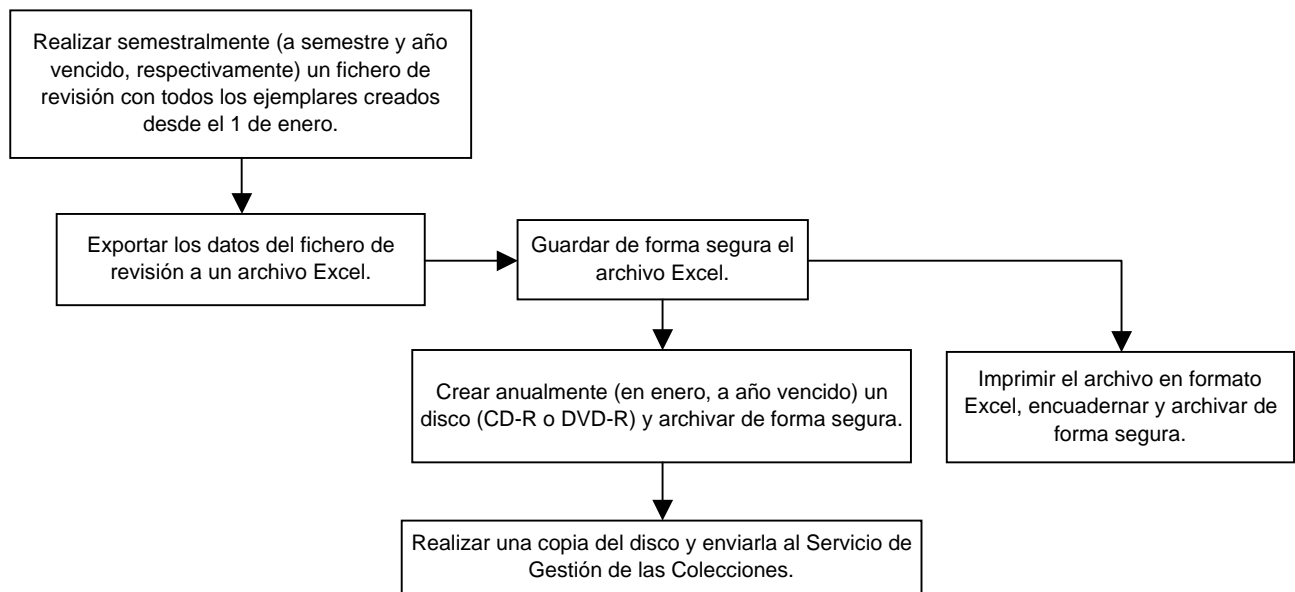 Realizar semestralmente (a semestre y año
vencido, respectivamente) un fichero de
revisión con todos los ejemplares creados
desde el 1 de enero.
Exportar los datos del fichero de
revisión a un archivo Excel.
Guardar de forma segura el
archivo Excel.
Crear anualmente (en enero, a año vencido) un
disco (CD-R o DVD-R) y archivar de forma segura.
Imprimir el archivo en formato
Excel, encuadernar y archivar de
forma segura.
Realizar una copia del disco y enviarla al Servicio de
Gestión de las Colecciones.